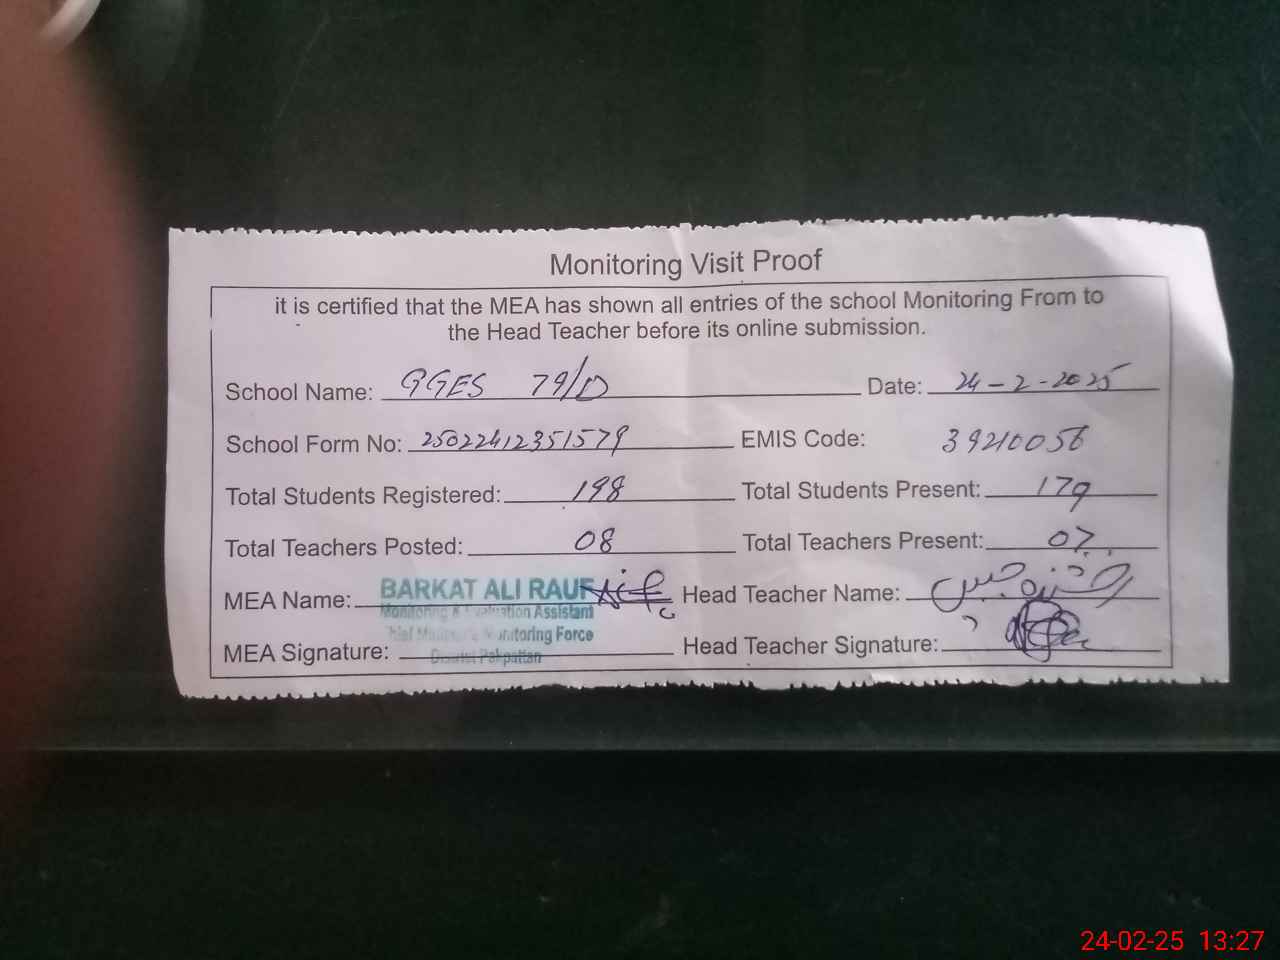 Monitoring Visit Proof
it is certified that the MEA has shown all entries of the school Monitoring From to
the Head Teacher before its online submission.
School Name: GGES 79/D Date: 24-2-2025
School Form No: 25022412351579 EMIS Code: 39210056
Total Students Registered: 198 Total Students Present: 179
Total Teachers Posted: 08 Total Teachers Present: 07
MEA Name: BARKAT ALI RAUF Head Teacher Name:
Monitoring & Evaluation Assistant
Chief Minister's Monitoring Force
MEA Signature: Head Teacher Signature:
District Pakpattan
24-02-25 13:27